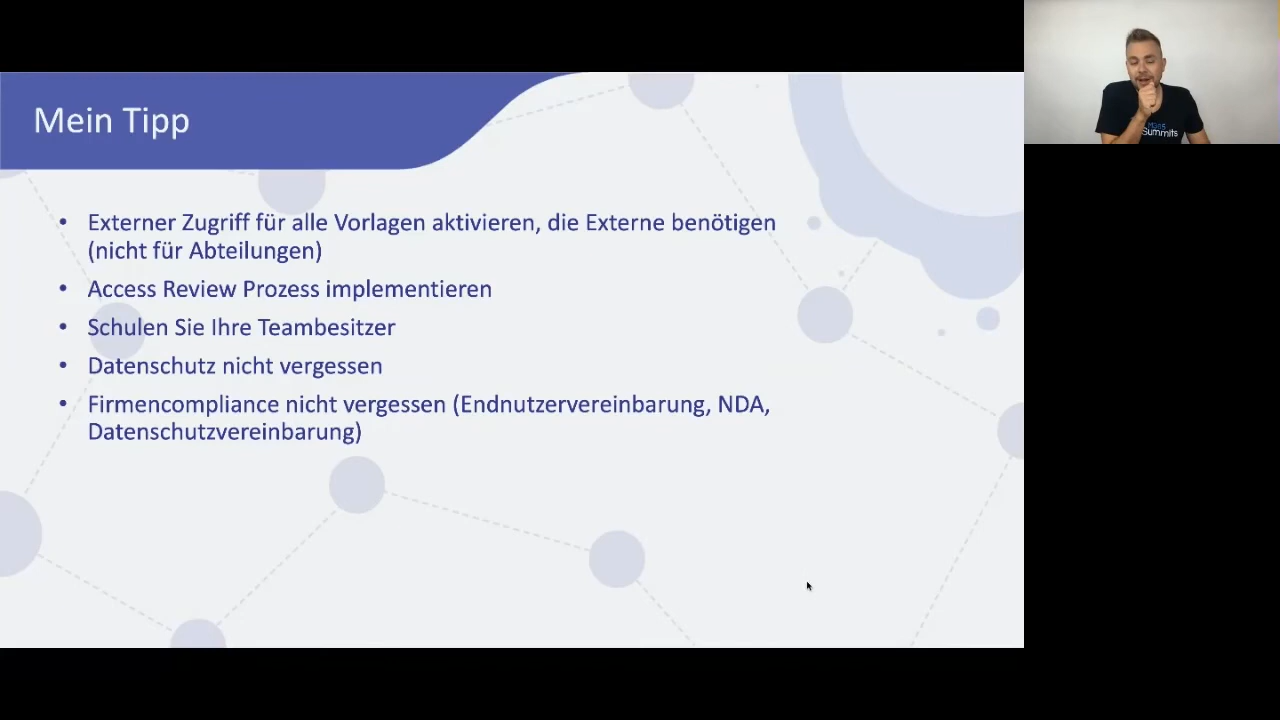 Mein Tipp
• Externer Zugriff für alle Vorlagen aktivieren, die Externe benötigen
(nicht für Abteilungen)
• Access Review Prozess implementieren
• Schulen Sie Ihre Teambesitzer
• Datenschutz nicht vergessen
• Firmencompliance nicht vergessen (Endnutzervereinbarung, NDA,
Datenschutzvereinbarung)
Summits